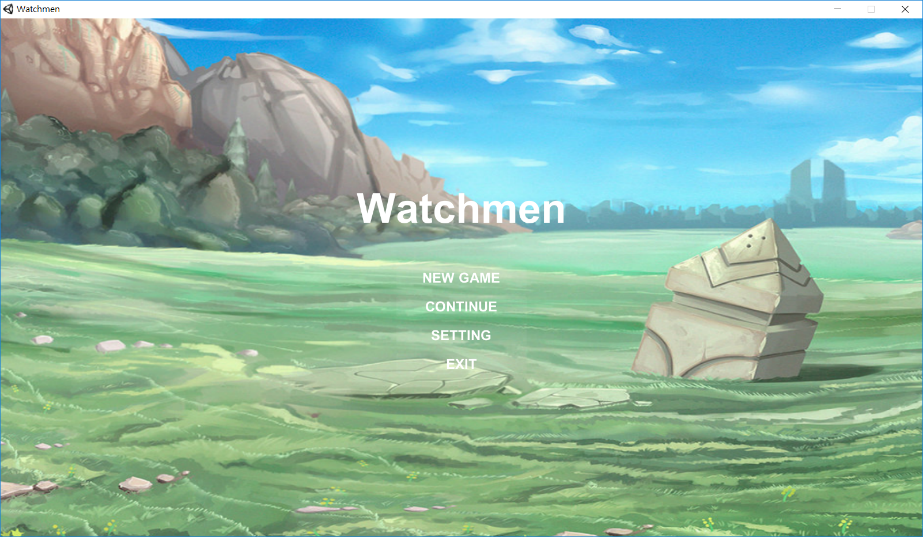 Watchmen
Watchmen
NEW GAME
CONTINUE
SETTING
EXIT